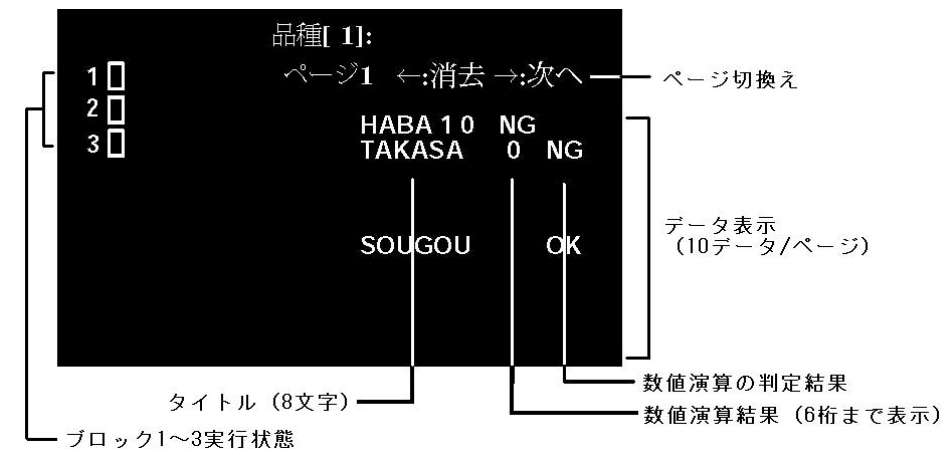 品種[ 1]:
ページ1 ←:消去 →:次へ
ページ切換え
1
2
3
HABA 1 0 NG
TAKASA 0 NG
SOUGOU OK
データ表示
(10データ/ページ)
数値演算の判定結果
タイトル (8文字)
数値演算結果 (6桁まで表示)
ブロック1~3実行状態